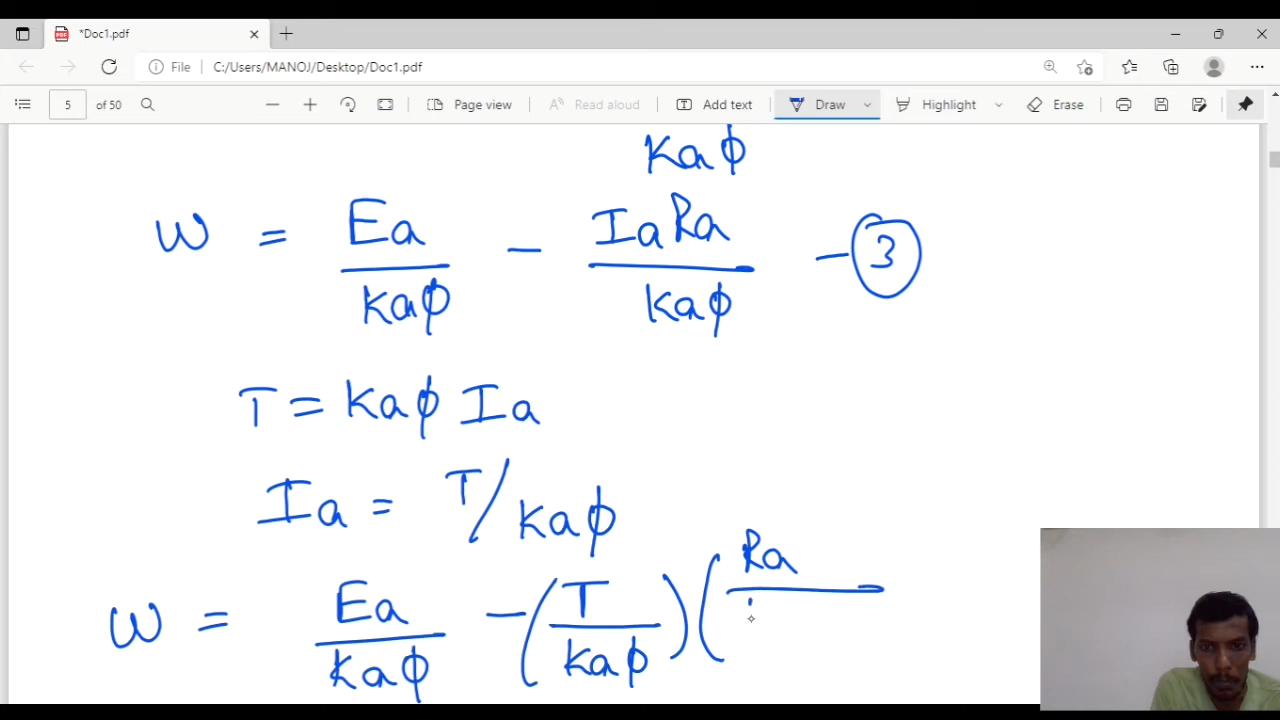 *Doc1.pdf
File C:/Users/MANOJ/Desktop/Doc1.pdf
5 of 50 Page view Read aloud Add text Draw Highlight Erase
kaϕ
W = Ea/kaϕ - IaRa/kaϕ - 3
T = kaϕ Ia
Ia = T/kaϕ
W = Ea/kaϕ - (T/kaϕ) (Ra